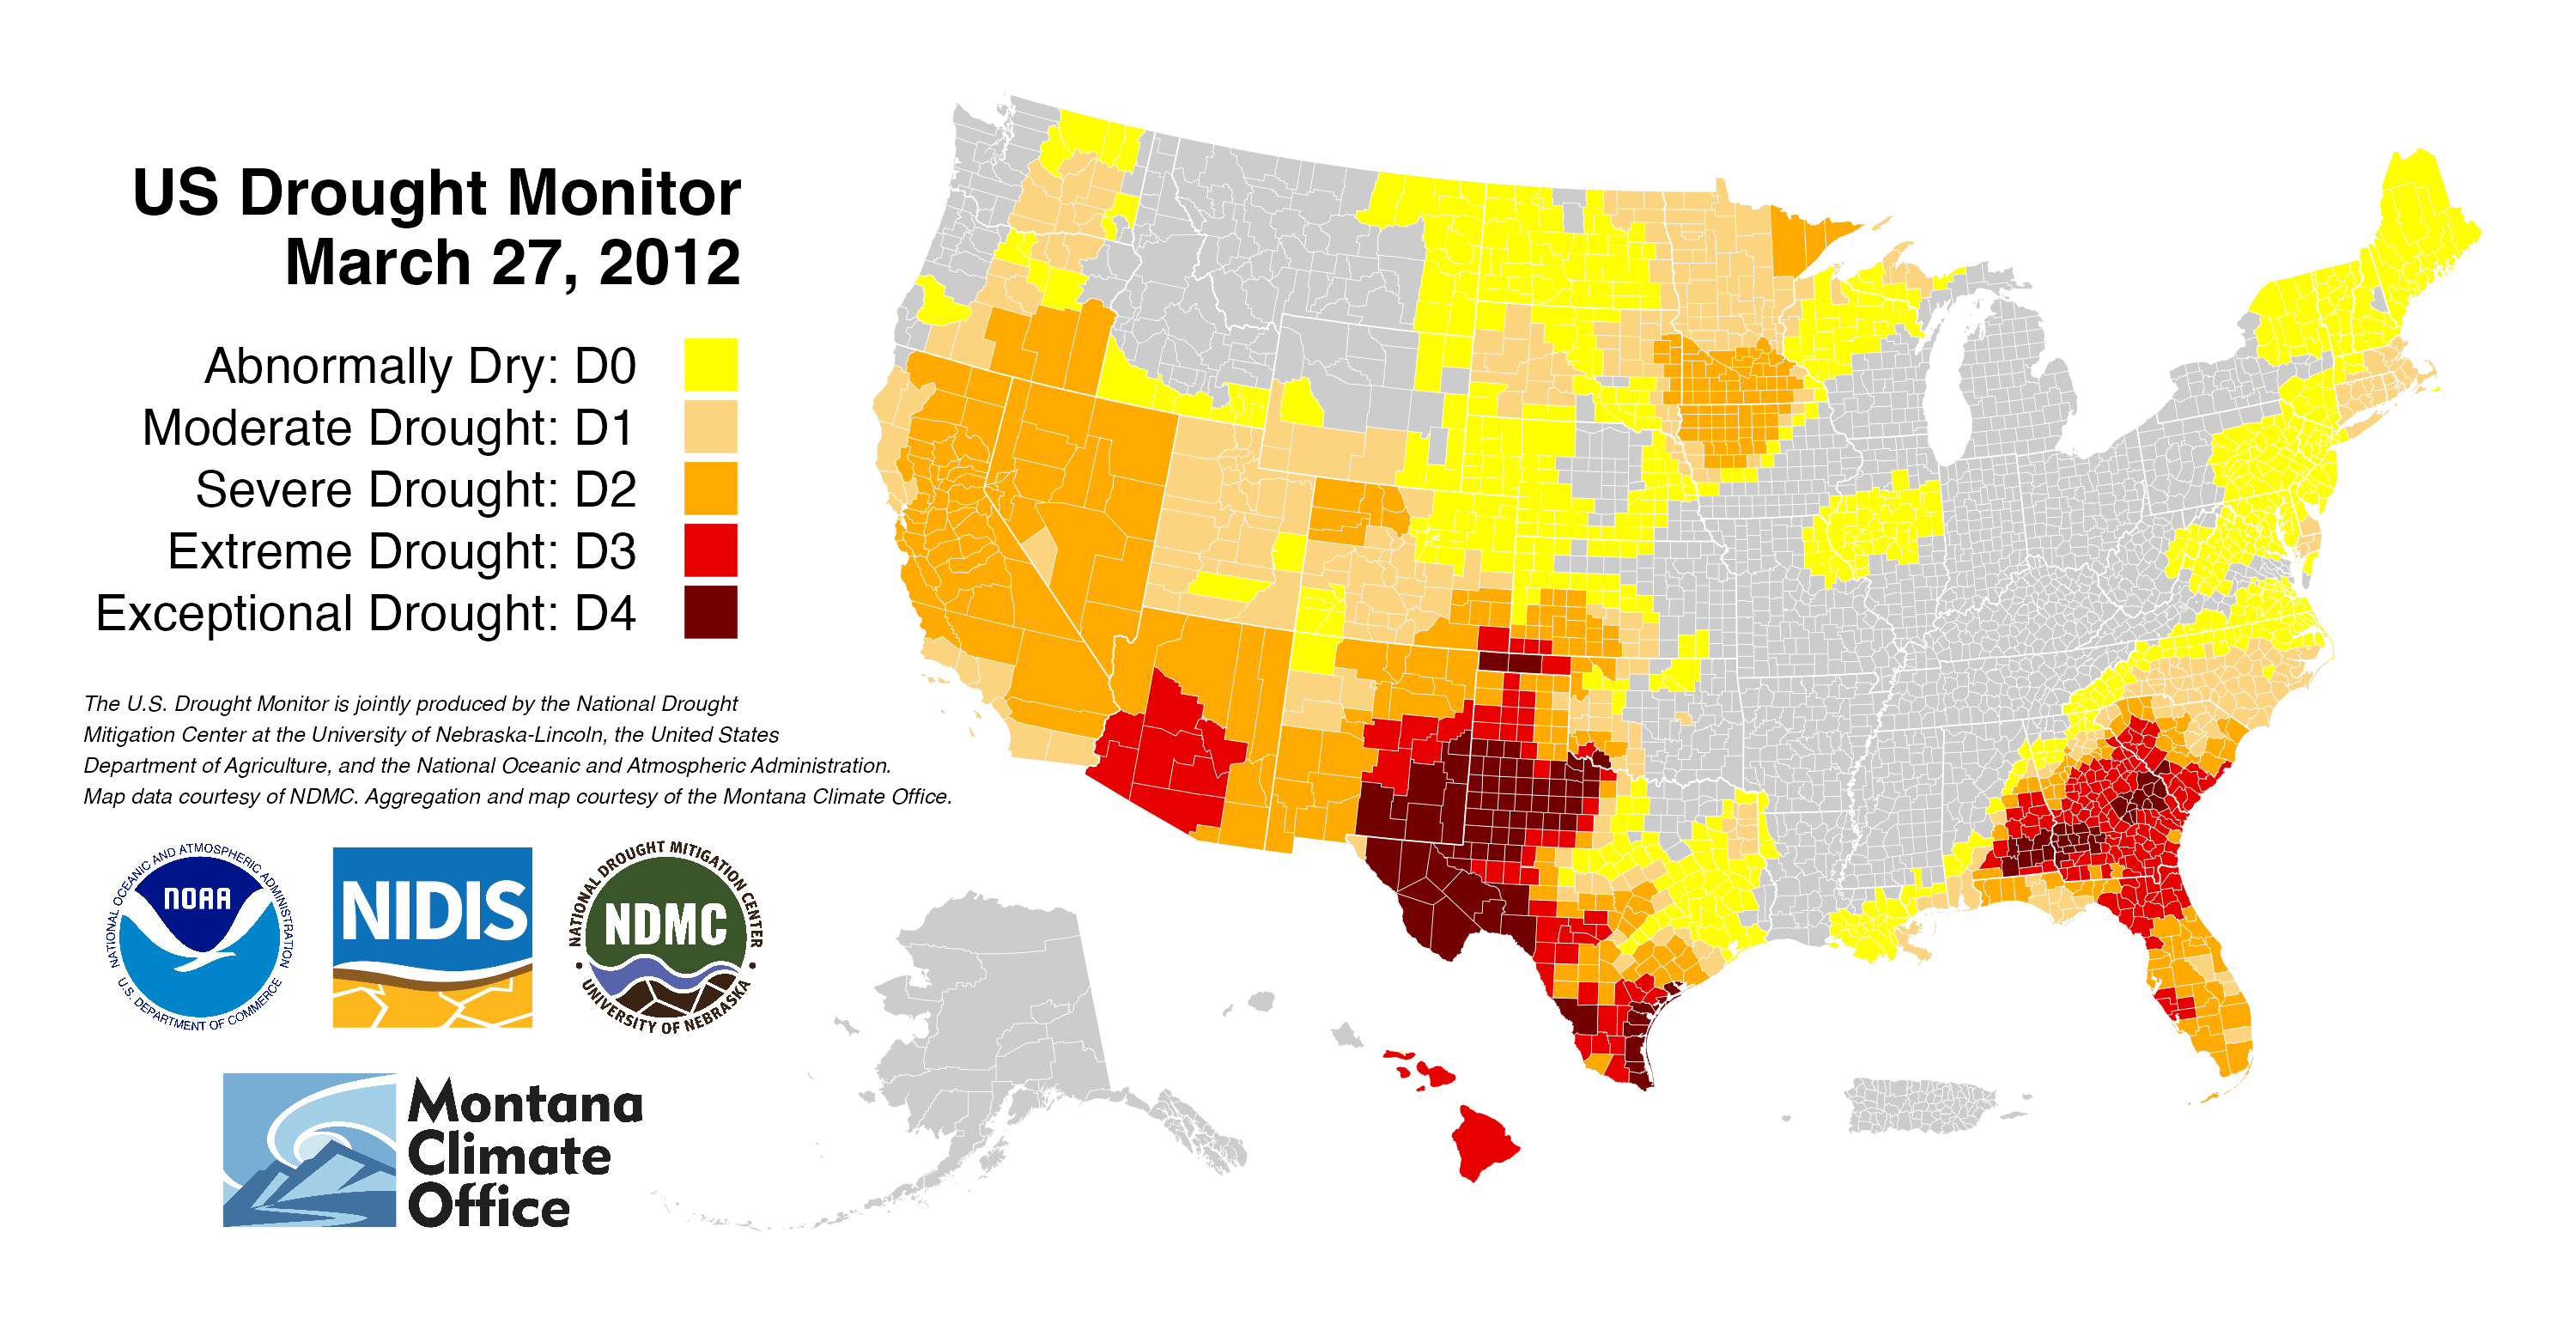 US Drought Monitor
March 27, 2012
Abnormally Dry: D0
Moderate Drought: D1
Severe Drought: D2
Extreme Drought: D3
Exceptional Drought: D4
The U.S. Drought Monitor is jointly produced by the National Drought
Mitigation Center at the University of Nebraska-Lincoln, the United States
Department of Agriculture, and the National Oceanic and Atmospheric Administration.
Map data courtesy of NDMC. Aggregation and map courtesy of the Montana Climate Office.
NATIONAL OCEANIC AND ATMOSPHERIC ADMINISTRATION
NOAA
U.S. DEPARTMENT OF COMMERCE
NIDIS
NATIONAL DROUGHT MITIGATION CENTER
NDMC
UNIVERSITY OF NEBRASKA
Montana
Climate
Office